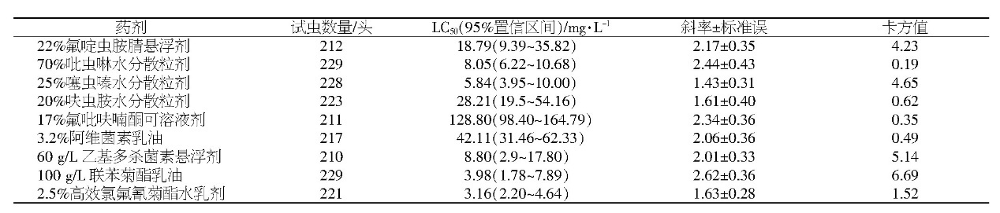 药剂 试虫数量/头 LC50(95%置信区间)/mg·L-1 斜率±标准误 卡方值
22%氟啶虫胺腈悬浮剂 212 18.79(9.39~35.82) 2.17±0.35 4.23
70%吡虫啉水分散粒剂 229 8.05(6.22~10.68) 2.44±0.43 0.19
25%噻虫嗪水分散粒剂 228 5.84(3.95~10.00) 1.43±0.31 4.65
20%呋虫胺水分散粒剂 223 28.21(19.5~54.16) 1.61±0.40 0.62
17%氟吡呋喃酮可溶液剂 211 128.80(98.40~164.79) 2.34±0.36 0.35
3.2%阿维菌素乳油 217 42.11(31.46~62.33) 2.06±0.36 0.49
60 g/L 乙基多杀菌素悬浮剂 210 8.80(2.9~17.80) 2.01±0.33 5.14
100 g/L 联苯菊酯乳油 229 3.98(1.78~7.89) 2.62±0.36 6.69
2.5%高效氯氟氰菊酯水乳剂 221 3.16(2.20~4.64) 1.63±0.28 1.52